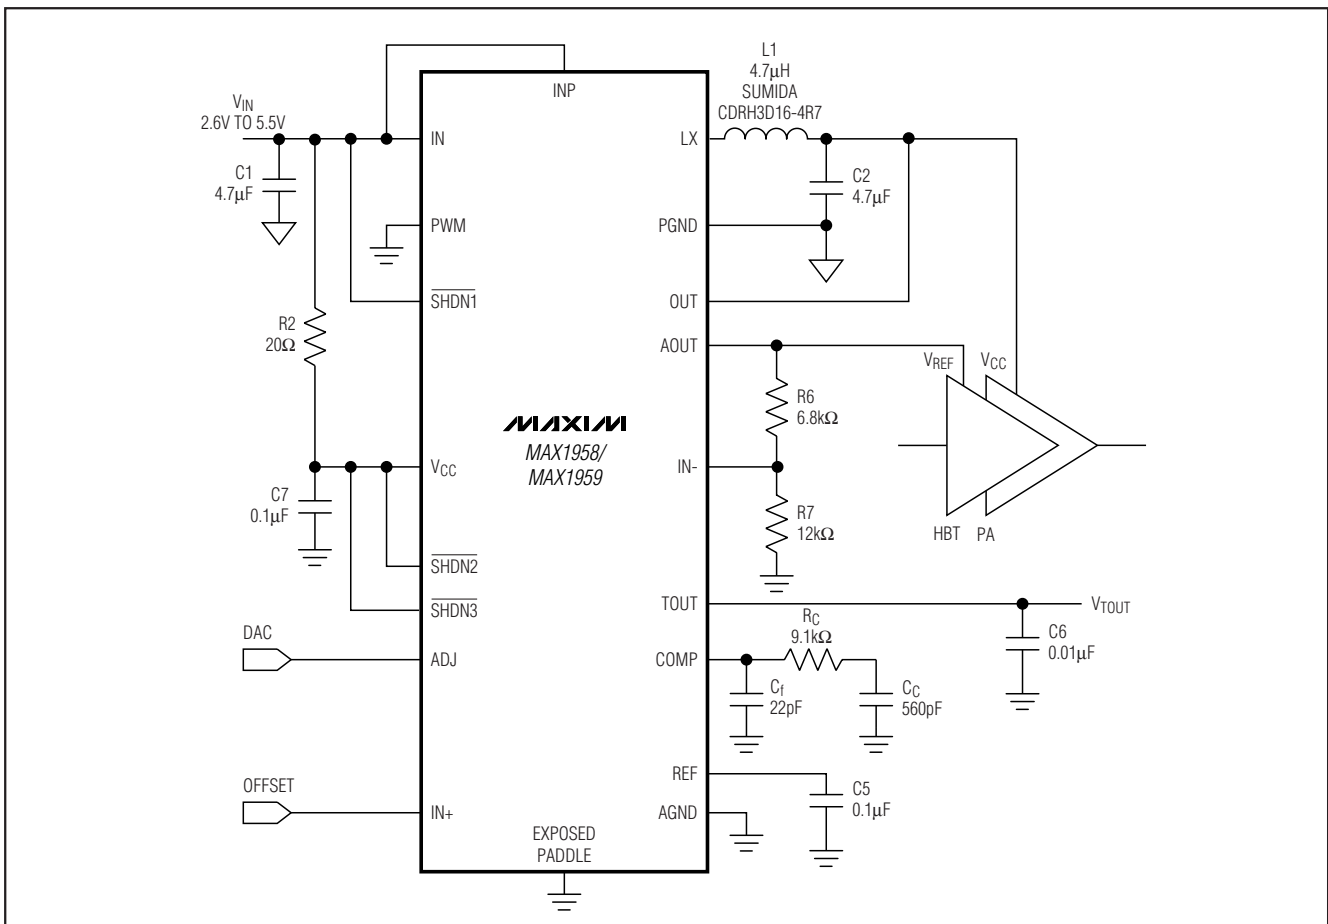 INP
L1
4.7μH
SUMIDA
CDRH3D16-4R7
VIN
2.6V TO 5.5V
IN
LX
C1
4.7μF
C2
4.7μF
PWM
PGND
SHDN1
OUT
R2
20Ω
AOUT
VREF
VCC
R6
6.8kΩ
MAXIM
MAX1958/
MAX1959
VCC
IN-
C7
0.1μF
R7
12kΩ
HBT
PA
SHDN2
SHDN3
TOUT
VTOUT
RC
9.1kΩ
C6
0.01μF
DAC
ADJ
COMP
Cf
22pF
CC
560pF
REF
OFFSET
C5
0.1μF
IN+
AGND
EXPOSED
PADDLE